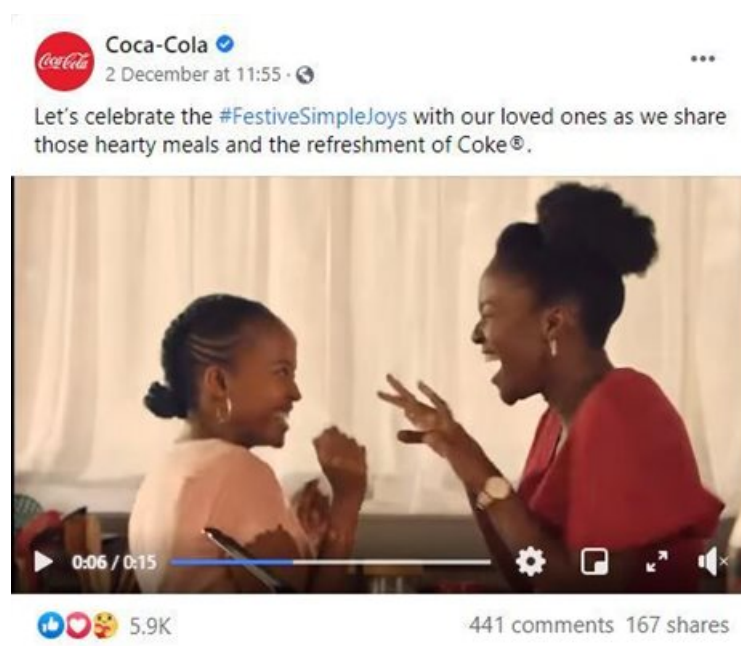 Coca-Cola
Coca-Cola
2 December at 11:55 ·
Let's celebrate the #FestiveSimpleJoys with our loved ones as we share
those hearty meals and the refreshment of Coke®.
0:06 / 0:15
5.9K
441 comments 167 shares